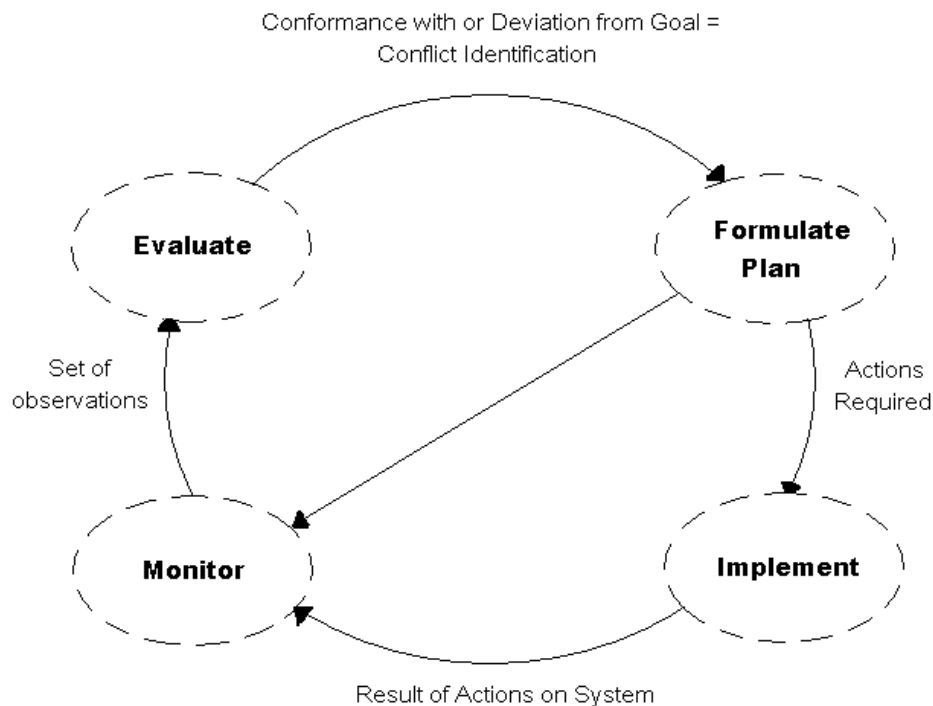 Conformance with or Deviation from Goal =
Conflict Identification
Evaluate
Formulate
Plan
Set of
observations
Actions
Required
Monitor
Implement
Result of Actions on System